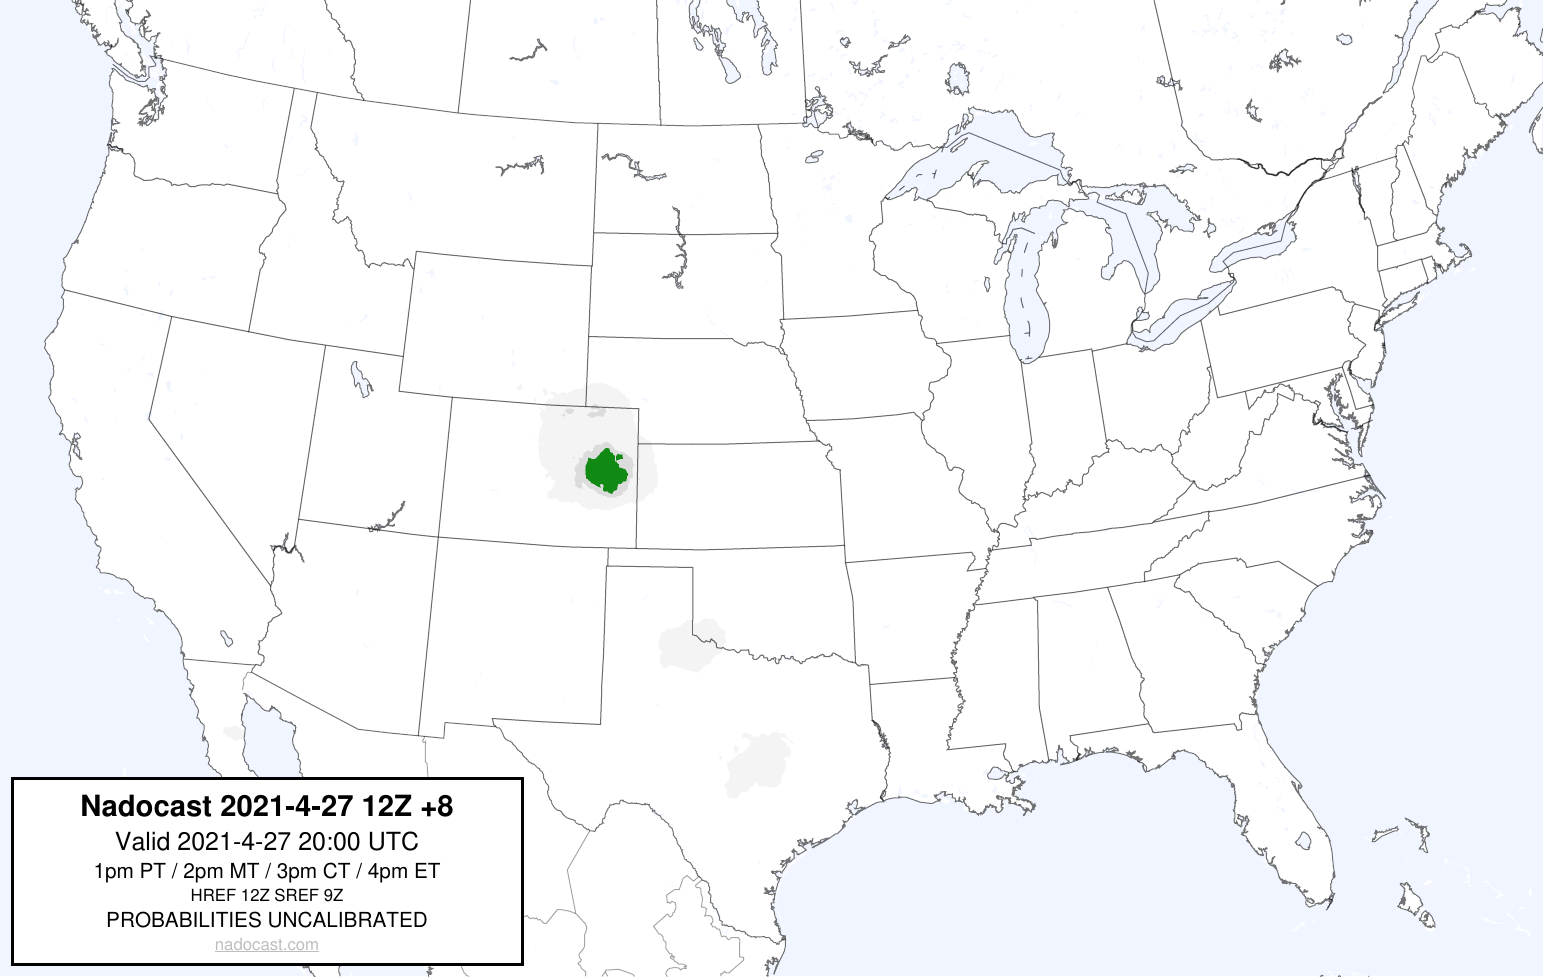 Nadocast 2021-4-27 12Z +8
Valid 2021-4-27 20:00 UTC
1pm PT / 2pm MT / 3pm CT / 4pm ET
HREF 12Z SREF 9Z
PROBABILITIES UNCALIBRATED
nadocast.com